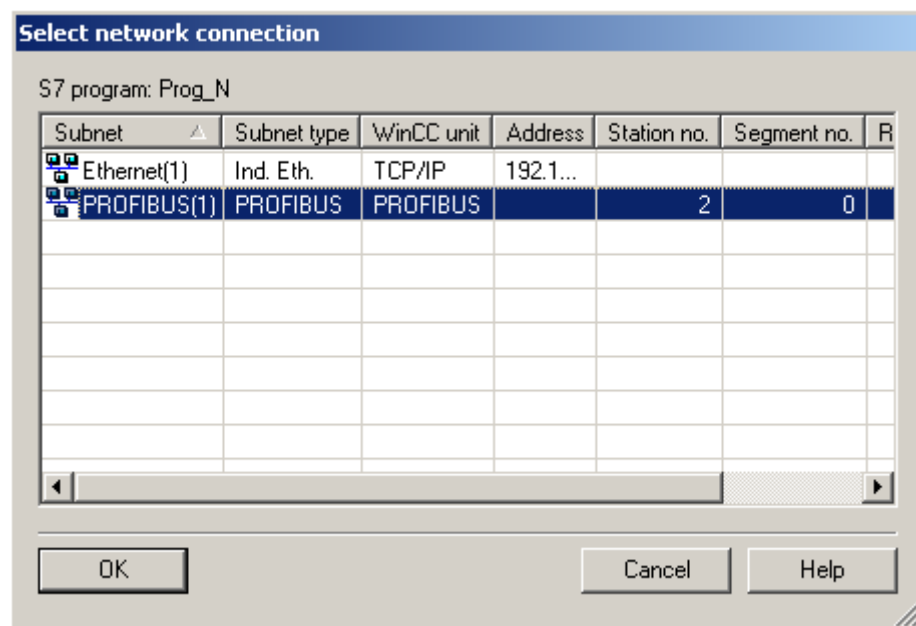 Select network connection
S7 program: Prog_N
Subnet Subnet type WinCC unit Address Station no. Segment no. R
Ethernet(1) Ind. Eth. TCP/IP 192.1...
PROFIBUS(1) PROFIBUS PROFIBUS 2 0
OK Cancel Help